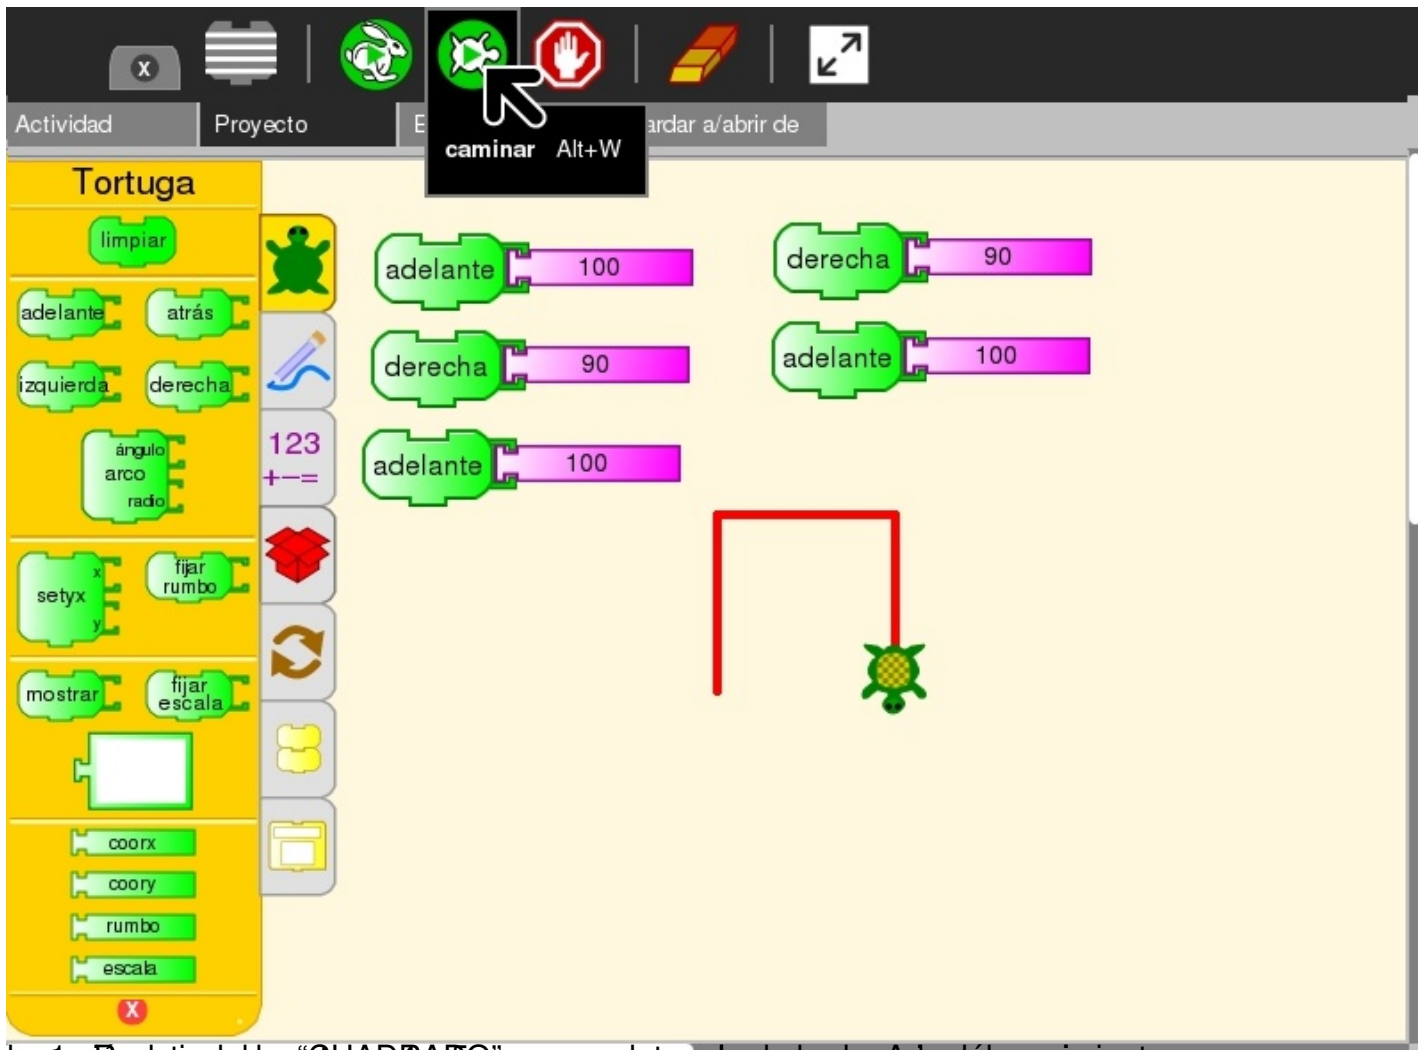 X
Actividad
Proyecto
E
ardar a/abrir de
caminar Alt+W
Tortuga
limpiar
adelante
atrás
izquierda
derecha
ángulo
arco
radio
setyx
x
y
fijar
rumbo
mostrar
fijar
escala
coorx
coory
rumbo
escala
X
123
+−=
adelante 100
derecha 90
adelante 100
derecha 90
adelante 100